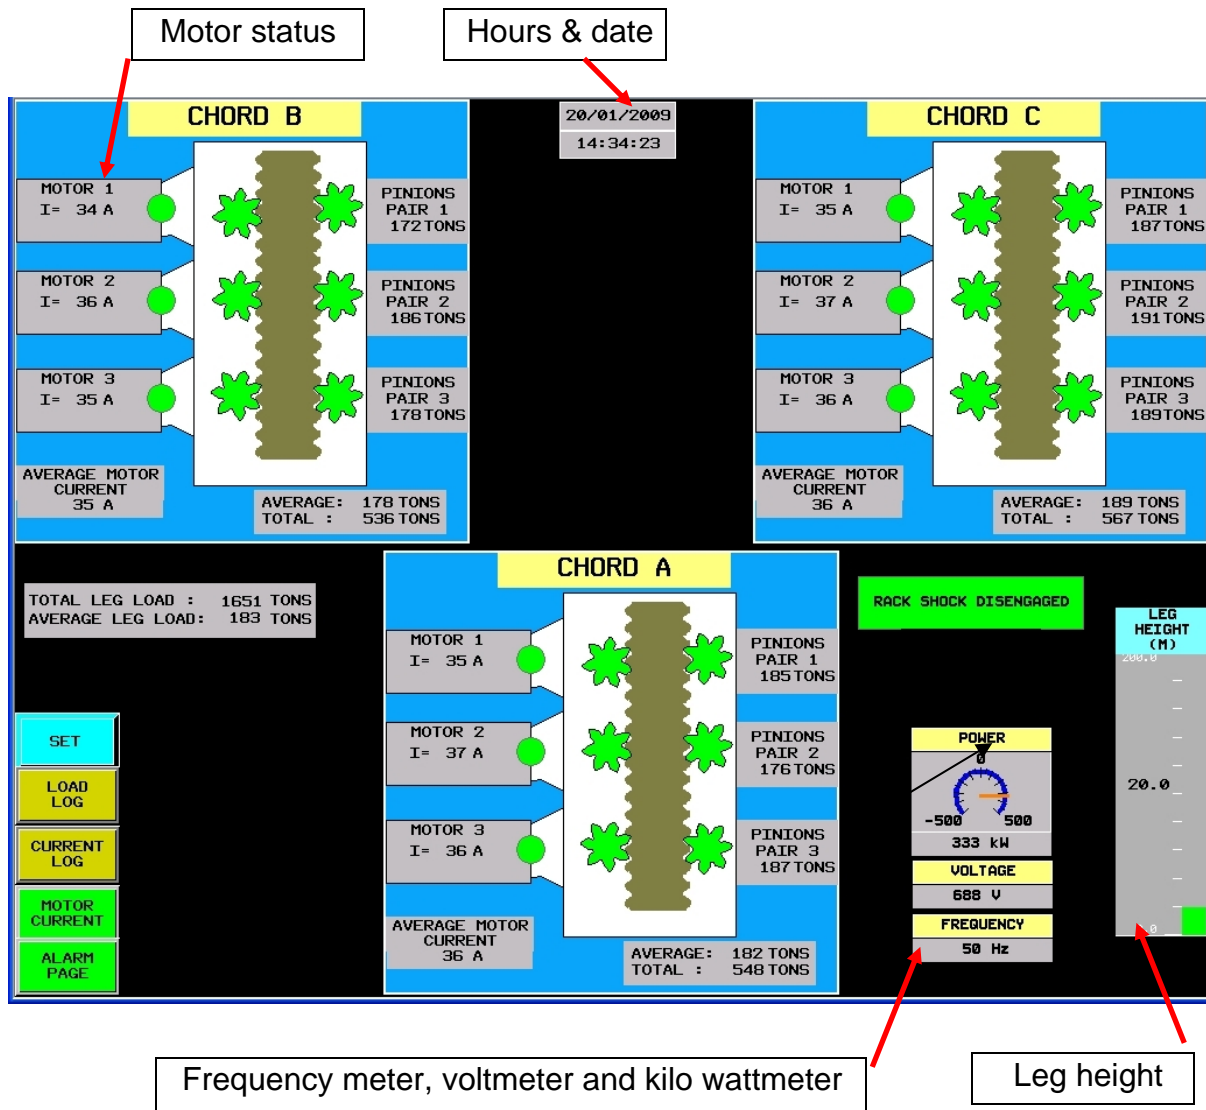 Motor status
Hours & date
CHORD B
MOTOR 1
I= 34 A
MOTOR 2
I= 36 A
MOTOR 3
I= 35 A
PINIONS
PAIR 1
172 TONS
PINIONS
PAIR 2
186 TONS
PINIONS
PAIR 3
178 TONS
AVERAGE MOTOR
CURRENT
35 A
AVERAGE: 178 TONS
TOTAL : 536 TONS
20/01/2009
14:34:23
CHORD C
MOTOR 1
I= 35 A
MOTOR 2
I= 37 A
MOTOR 3
I= 36 A
PINIONS
PAIR 1
187 TONS
PINIONS
PAIR 2
191 TONS
PINIONS
PAIR 3
189 TONS
AVERAGE MOTOR
CURRENT
36 A
AVERAGE: 189 TONS
TOTAL : 567 TONS
TOTAL LEG LOAD : 1651 TONS
AVERAGE LEG LOAD: 183 TONS
SET
LOAD
LOG
CURRENT
LOG
MOTOR
CURRENT
ALARM
PAGE
CHORD A
MOTOR 1
I= 35 A
MOTOR 2
I= 37 A
MOTOR 3
I= 36 A
PINIONS
PAIR 1
185 TONS
PINIONS
PAIR 2
176 TONS
PINIONS
PAIR 3
187 TONS
AVERAGE MOTOR
CURRENT
36 A
AVERAGE: 182 TONS
TOTAL : 548 TONS
RACK SHOCK DISENGAGED
POWER
0
-500 500
333 kW
VOLTAGE
688 V
FREQUENCY
50 Hz
LEG
HEIGHT
(M)
200.0
20.0
Frequency meter, voltmeter and kilo wattmeter
Leg height